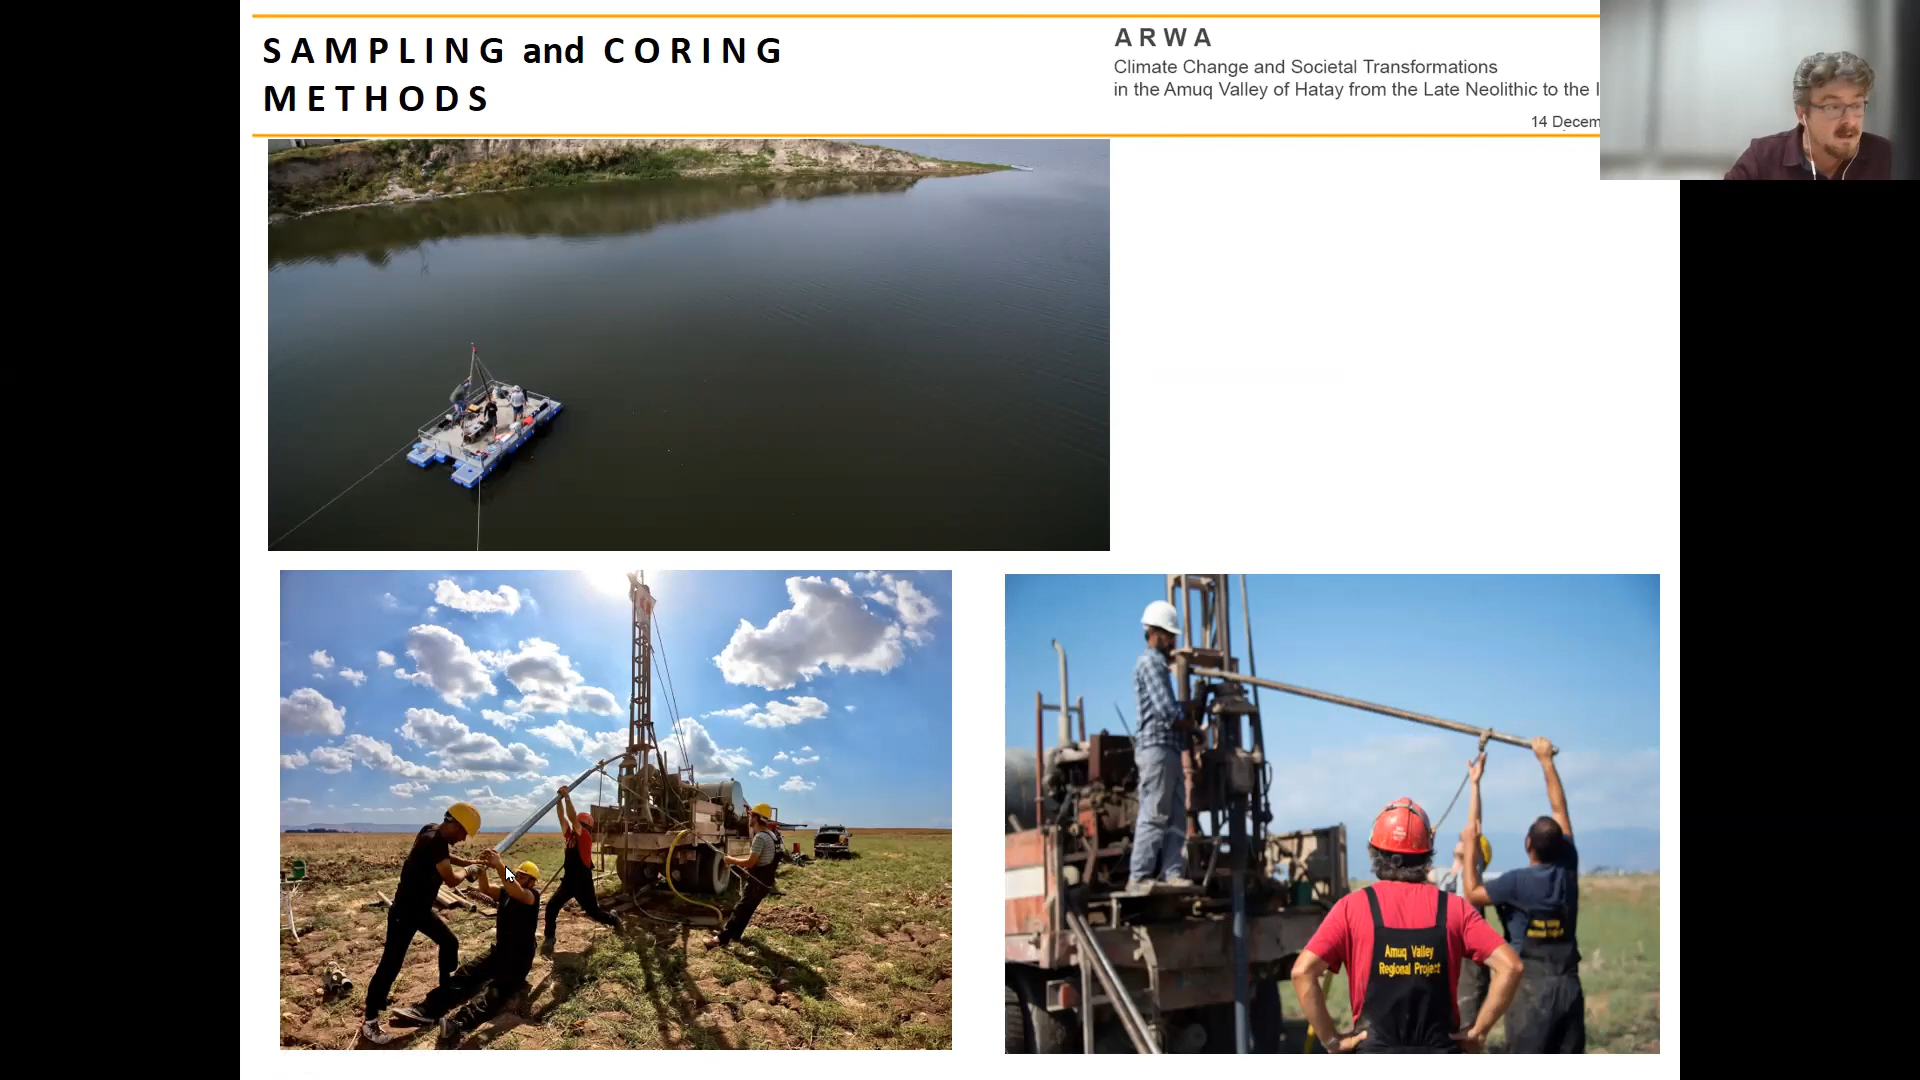 SAMPLING and CORING
METHODS
ARWA
Climate Change and Societal Transformations
in the Amuq Valley of Hatay from the Late Neolithic to the
14 Decem
Amuq Valley
Regional Project